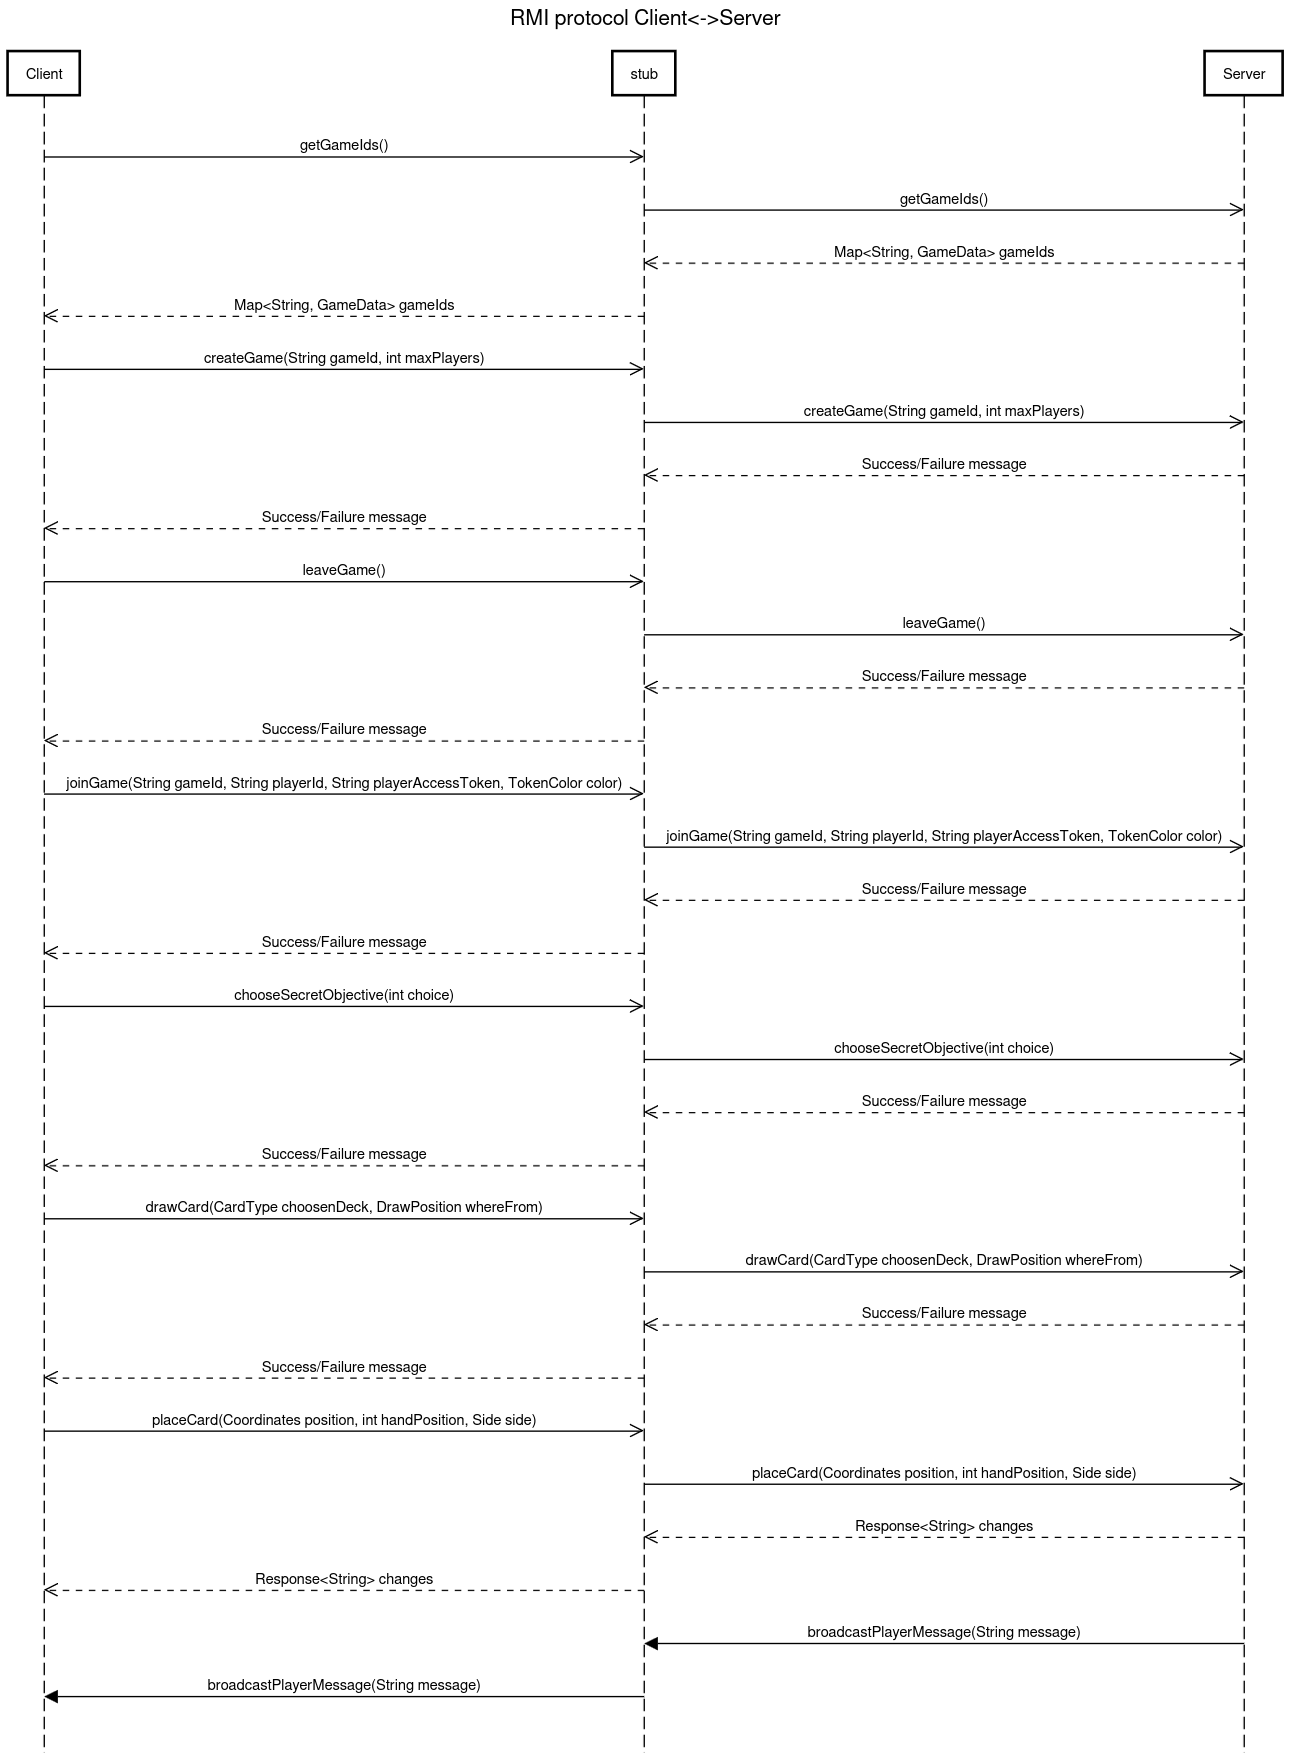 RMI protocol Client<->Server
Client
stub
Server
getGameIds()
getGameIds()
Map<String, GameData> gameIds
Map<String, GameData> gameIds
createGame(String gameId, int maxPlayers)
createGame(String gameId, int maxPlayers)
Success/Failure message
Success/Failure message
leaveGame()
leaveGame()
Success/Failure message
Success/Failure message
joinGame(String gameId, String playerId, String playerAccessToken, TokenColor color)
joinGame(String gameId, String playerId, String playerAccessToken, TokenColor color)
Success/Failure message
Success/Failure message
chooseSecretObjective(int choice)
chooseSecretObjective(int choice)
Success/Failure message
Success/Failure message
drawCard(CardType choosenDeck, DrawPosition whereFrom)
drawCard(CardType choosenDeck, DrawPosition whereFrom)
Success/Failure message
Success/Failure message
placeCard(Coordinates position, int handPosition, Side side)
placeCard(Coordinates position, int handPosition, Side side)
Response<String> changes
Response<String> changes
broadcastPlayerMessage(String message)
broadcastPlayerMessage(String message)